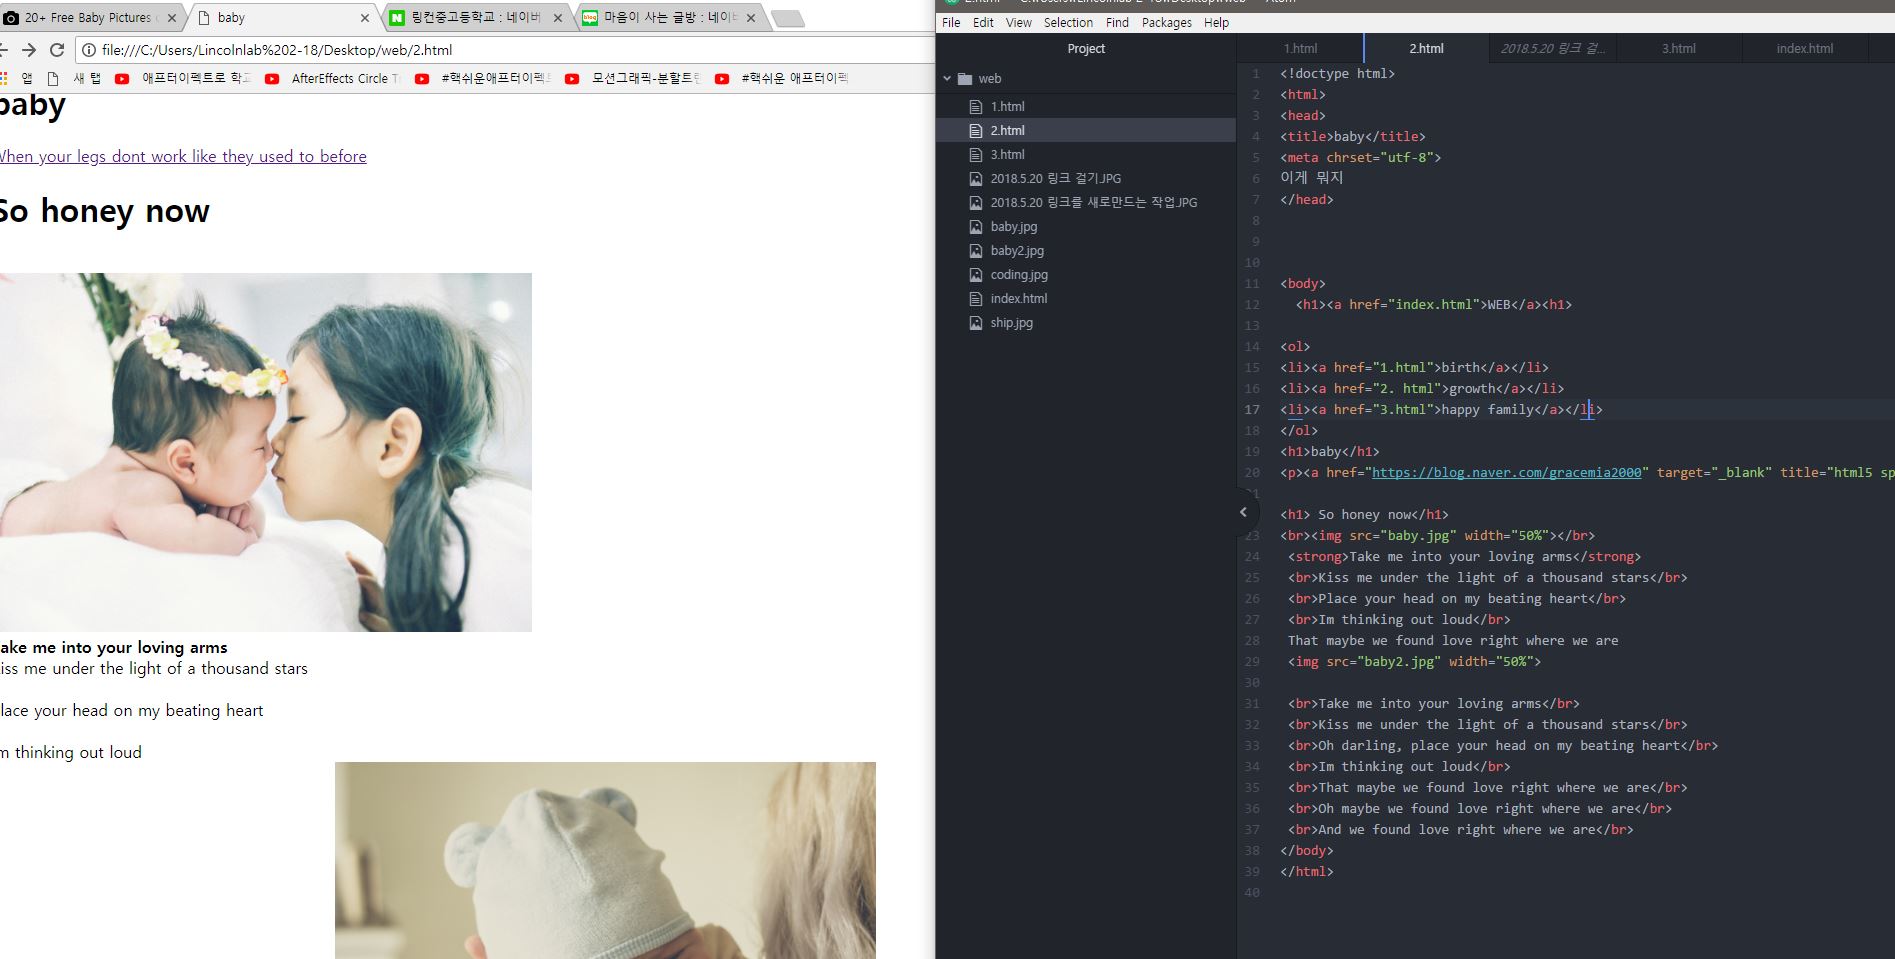 20+ Free Baby Pictures
baby
링컨중고등학교 : 네이버
마음이 사는 글방 : 네이버
file:///C:/Users/Lincolnlab%202-18/Desktop/web/2.html
앱
새 탭
애프터이펙트로
AfterEffects Circle
#핵쉬운애프터이펙트
모션그래픽-분할트
#핵쉬운 애프터이펙
baby
When your legs dont work like they used to before
So honey now
ake me into your loving arms
iss me under the light of a thousand stars
lace your head on my beating heart
m thinking out loud
File Edit View Selection Find Packages Help
Project
web
1.html
2.html
3.html
2018.5.20 링크 걸기.JPG
2018.5.20 링크를 새로만드는 작업.JPG
baby.jpg
baby2.jpg
coding.jpg
index.html
ship.jpg
1.html
2.html
2018.5.20 링크 걸...
3.html
index.html
1 <!doctype html>
2 <html>
3 <head>
4 <title>baby</title>
5 <meta chrset="utf-8">
6 이게 뭐지
7 </head>
8
9
10
11 <body>
12 <h1><a href="index.html">WEB</a><h1>
13
14 <ol>
15 <li><a href="1.html">birth</a></li>
16 <li><a href="2. html">growth</a></li>
17 <li><a href="3.html">happy family</a></li>
18 </ol>
19 <h1>baby</h1>
20 <p><a href="https://blog.naver.com/gracemia2000" target="_blank" title="html5 sp
21
<h1> So honey now</h1>
23 <br><img src="baby.jpg" width="50%"></br>
24 <strong>Take me into your loving arms</strong>
25 <br>Kiss me under the light of a thousand stars</br>
26 <br>Place your head on my beating heart</br>
27 <br>Im thinking out loud</br>
28 That maybe we found love right where we are
29 <img src="baby2.jpg" width="50%">
30
31 <br>Take me into your loving arms</br>
32 <br>Kiss me under the light of a thousand stars</br>
33 <br>Oh darling, place your head on my beating heart</br>
34 <br>Im thinking out loud</br>
35 <br>That maybe we found love right where we are</br>
36 <br>Oh maybe we found love right where we are</br>
37 <br>And we found love right where we are</br>
38 </body>
39 </html>
40